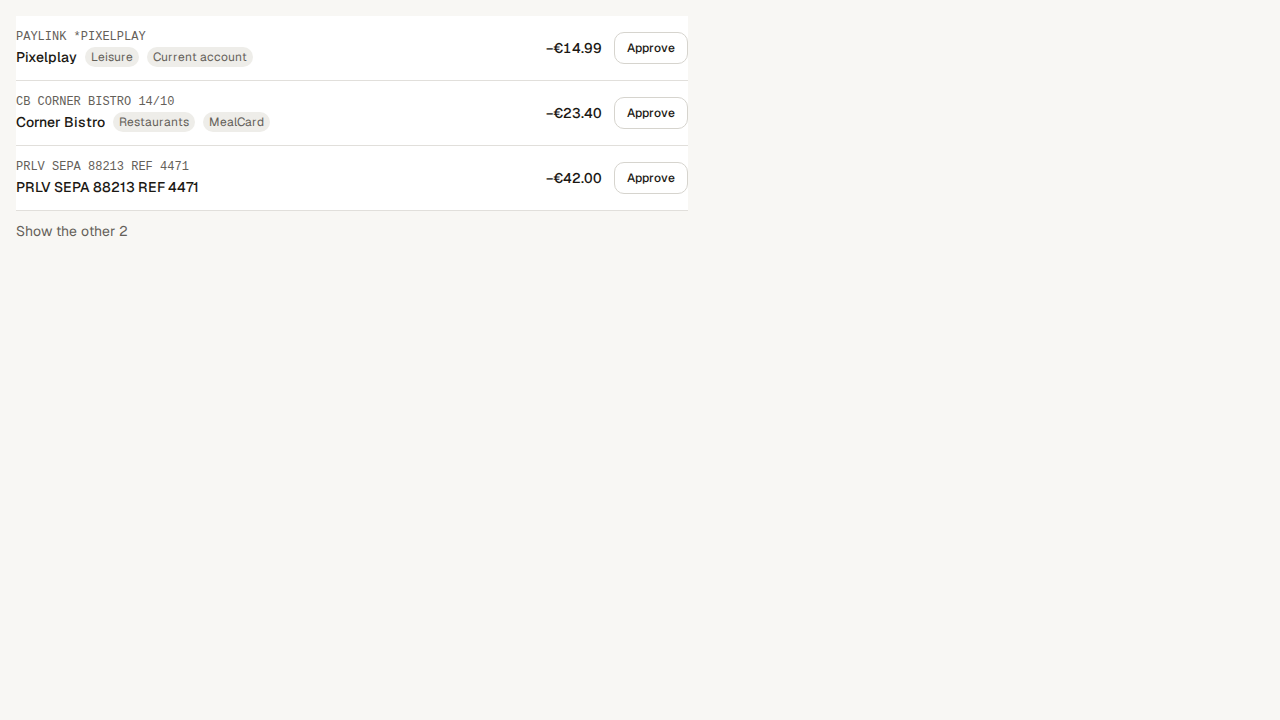 PAYLINK *PIXELPLAY
Pixelplay Leisure Current account –€14.99 Approve
CB CORNER BISTRO 14/10
Corner Bistro Restaurants MealCard –€23.40 Approve
PRLV SEPA 88213 REF 4471
PRLV SEPA 88213 REF 4471 –€42.00 Approve
Show the other 2